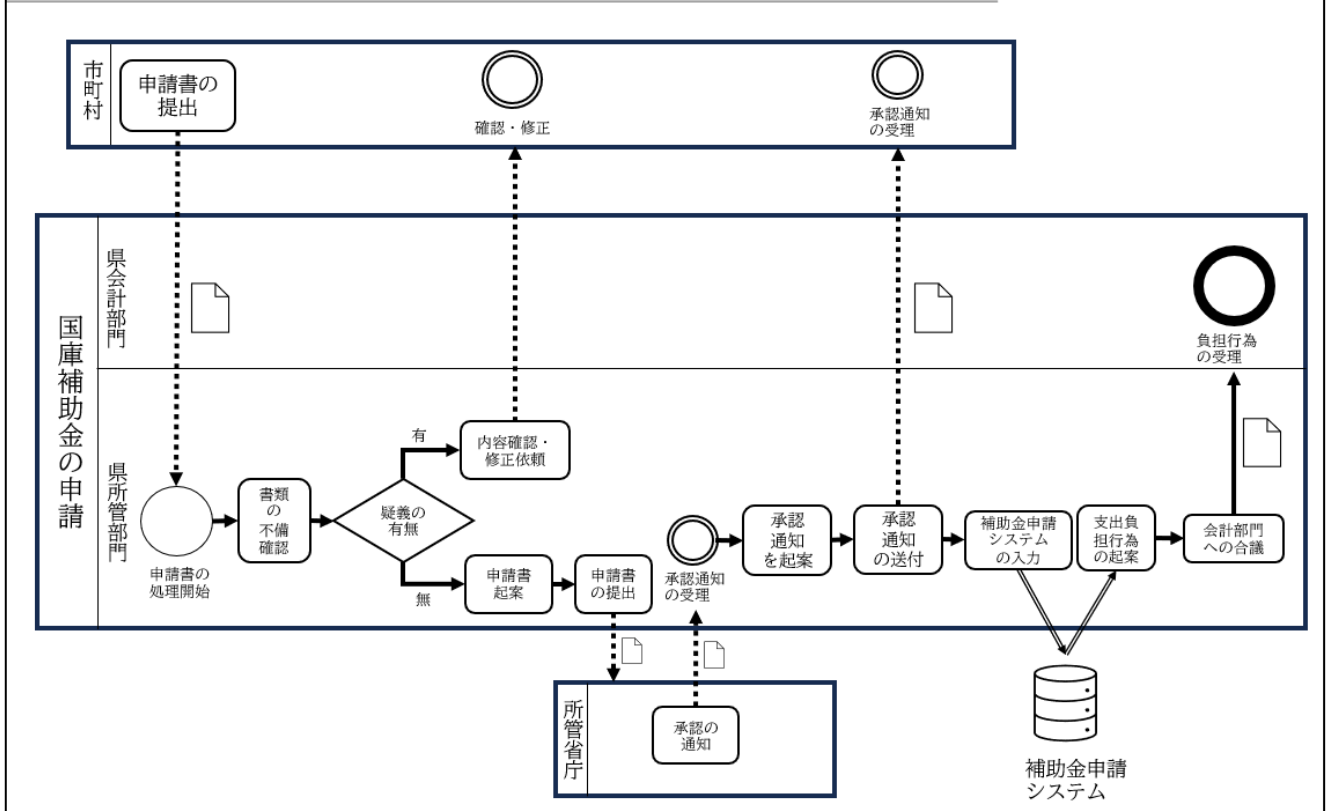 市町村
申請書の
提出
確認・修正
承認通知
の受理
国庫補助金の申請
県会計部門
負担行為
の受理
県所管部門
申請書の
処理開始
書類
の
不備
確認
疑義の
有無
有
内容確認・
修正依頼
無
申請書
起案
申請書
の提出
承認通知
の受理
承認
通知
を起案
承認
通知
の送付
補助金申請
システム
の入力
支出負
担行為
の起案
会計部門
への合議
所管省庁
承認の
通知
補助金申請
システム